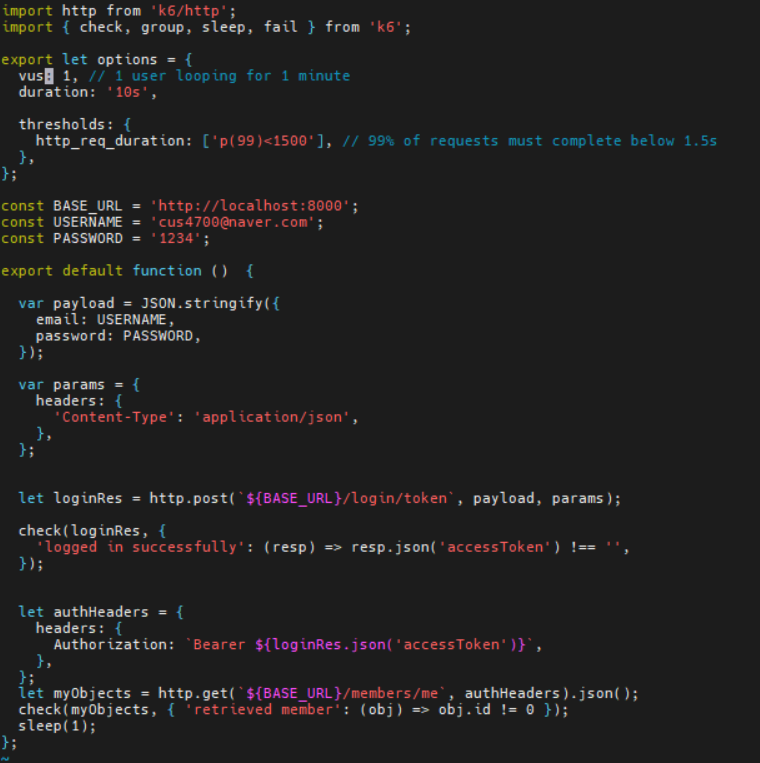 import http from 'k6/http';
import { check, group, sleep, fail } from 'k6';
export let options = {
  vus: 1, // 1 user looping for 1 minute
  duration: '10s',
  thresholds: {
    http_req_duration: ['p(99)<1500'], // 99% of requests must complete below 1.5s
  },
};
const BASE_URL = 'http://localhost:8000';
const USERNAME = 'cus4700@naver.com';
const PASSWORD = '1234';
export default function ()  {
  var payload = JSON.stringify({
    email: USERNAME,
    password: PASSWORD,
  });
  var params = {
    headers: {
      'Content-Type': 'application/json',
    },
  };
  let loginRes = http.post(`${BASE_URL}/login/token`, payload, params);
  check(loginRes, {
    'logged in successfully': (resp) => resp.json('accessToken') !== '',
  });
  let authHeaders = {
    headers: {
      Authorization: `Bearer ${loginRes.json('accessToken')}`,
    },
  };
  let myObjects = http.get(`${BASE_URL}/members/me`, authHeaders).json();
  check(myObjects, { 'retrieved member': (obj) => obj.id != 0 });
  sleep(1);
};
~